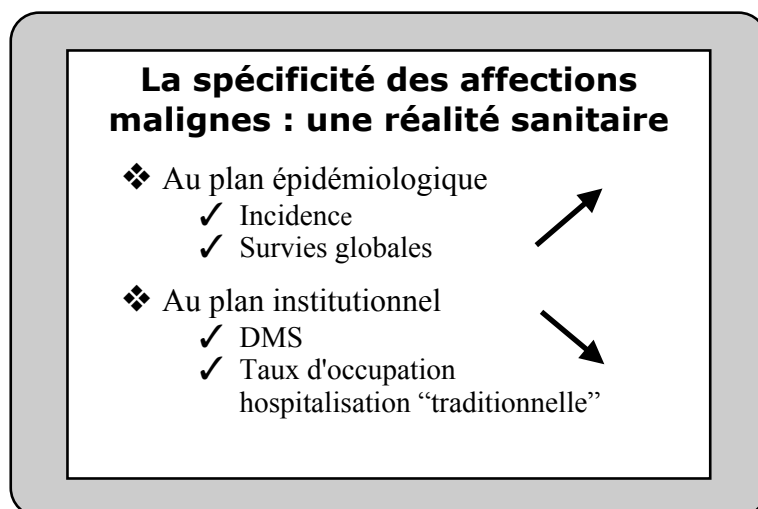 La spécificité des affections
malignes : une réalité sanitaire
❖ Au plan épidémiologique
✓ Incidence
✓ Survies globales
❖ Au plan institutionnel
✓ DMS
✓ Taux d'occupation
hospitalisation “traditionnelle”